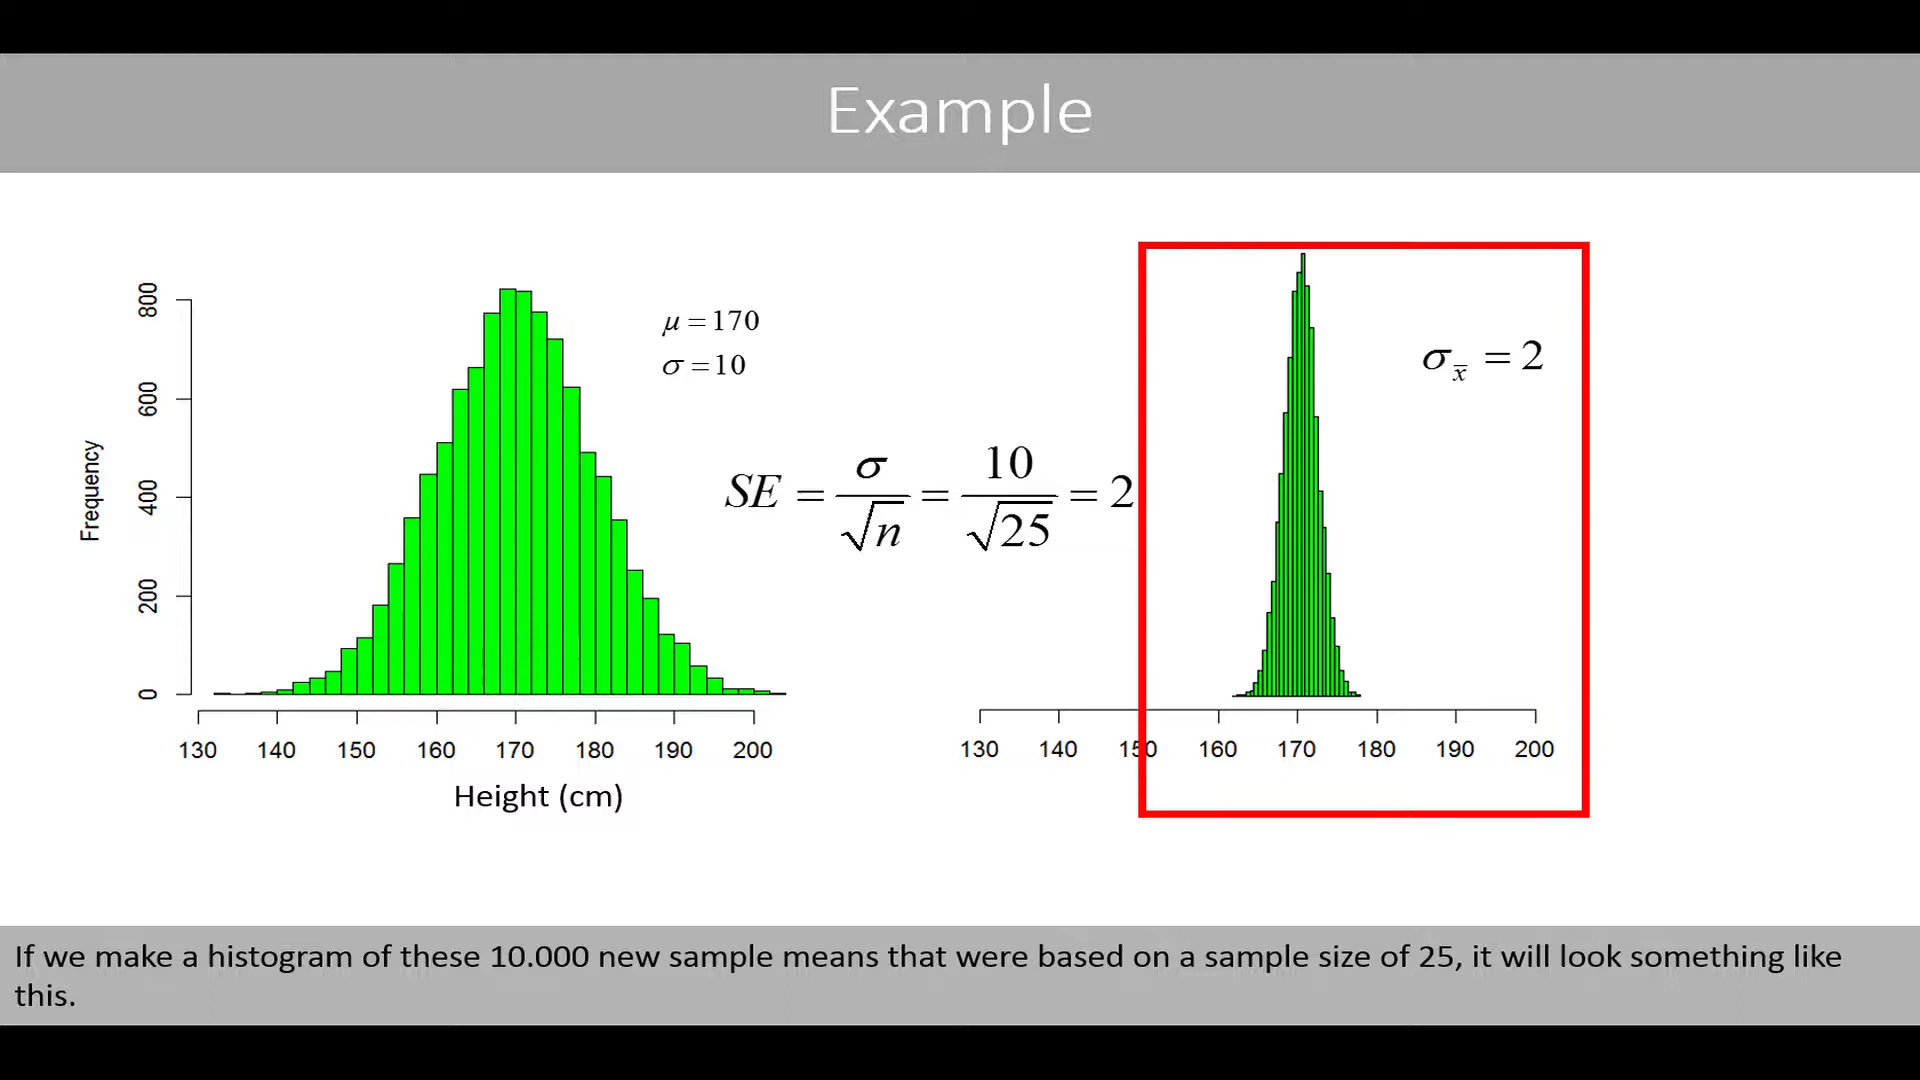 Example
800
600
400
200
0
Frequency
μ = 170
σ = 10
130 140 150 160 170 180 190 200
Height (cm)
SE = σ/√n = 10/√25 = 2
σ_x̄ = 2
130 140 150 160 170 180 190 200
If we make a histogram of these 10.000 new sample means that were based on a sample size of 25, it will look something like
this.